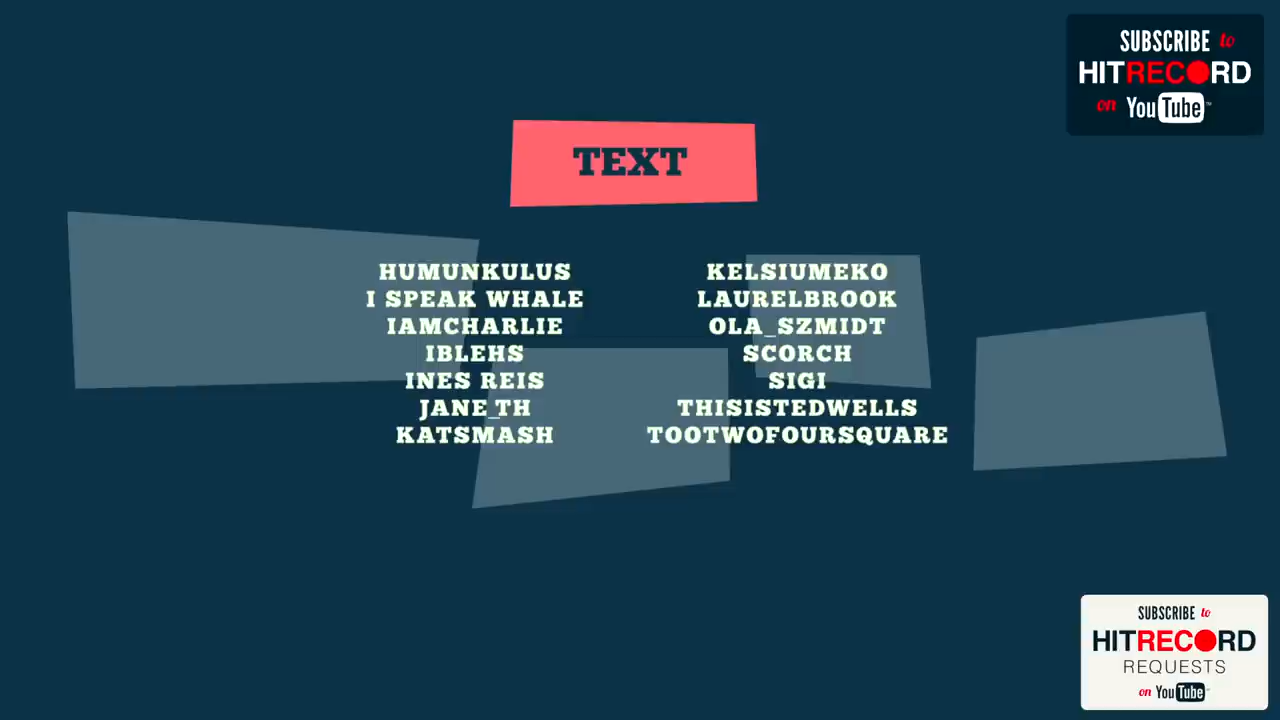 SUBSCRIBE to
HITRECORD
on YouTube™
TEXT
HUMUNKULUS
I SPEAK WHALE
IAMCHARLIE
IBLEHS
INES REIS
JANE_TH
KATSMASH
KELSIUMEKO
LAURELBROOK
OLA_SZMIDT
SCORCH
SIGI
THISISTEDWELLS
TOOTWOFOURSQUARE
SUBSCRIBE to
HITRECORD
REQUESTS
on YouTube